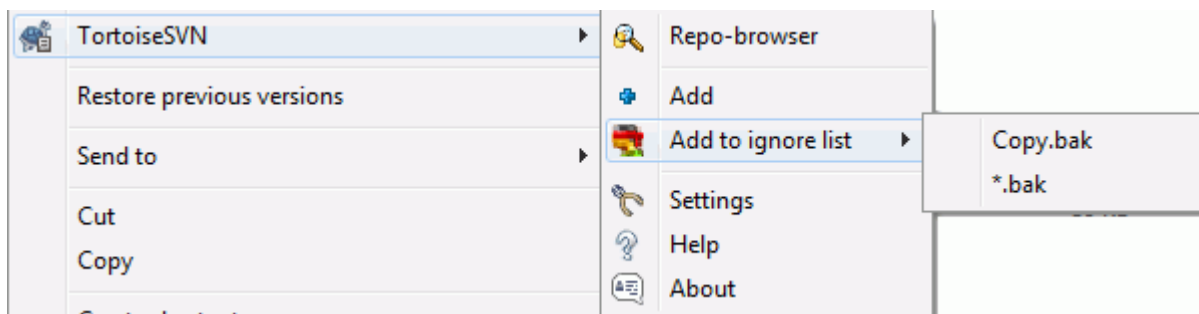 TortoiseSVN
Restore previous versions
Send to
Cut
Copy
Repo-browser
Add
Add to ignore list
Settings
Help
About
Copy.bak
*.bak